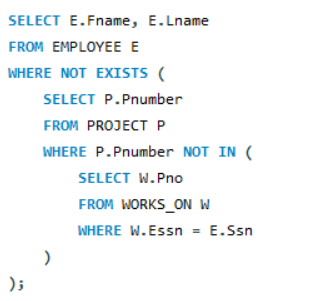 SELECT E.Fname, E.Lname
FROM EMPLOYEE E
WHERE NOT EXISTS (
    SELECT P.Pnumber
    FROM PROJECT P
    WHERE P.Pnumber NOT IN (
        SELECT W.Pno
        FROM WORKS_ON W
        WHERE W.Essn = E.Ssn
    )
);